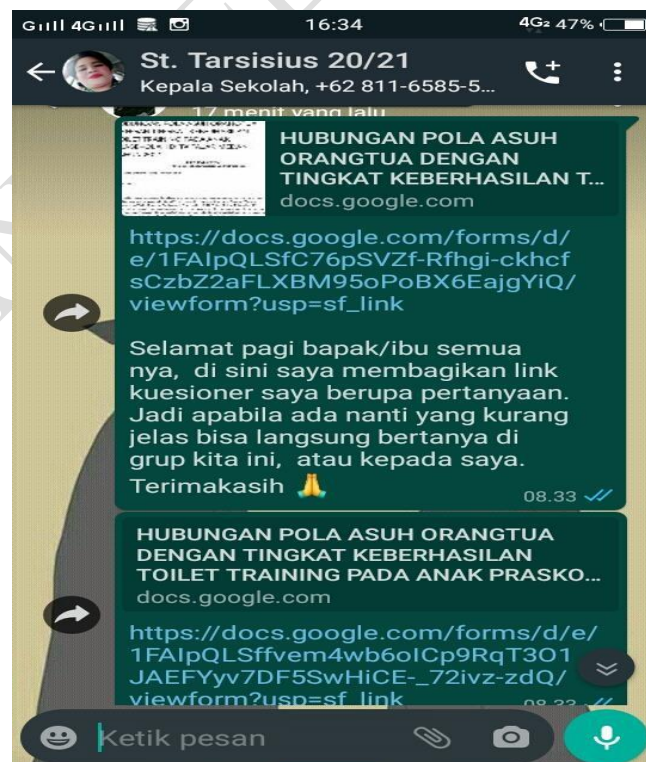 16:34
4G2 47%
St. Tarsisius 20/21
Kepala Sekolah, +62 811-6585-5...
17 menit yang lalu
HUBUNGAN POLA ASUH
ORANGTUA DENGAN
TINGKAT KEBERHASILAN T...
docs.google.com
https://docs.google.com/forms/d/
e/1FAIpQLSfC76pSVZf-Rfhgi-ckhcf
sCzbZ2aFLXBM95oPoBX6EajgYiQ/
viewform?usp=sf_link
Selamat pagi bapak/ibu semua
nya, di sini saya membagikan link
kuesioner saya berupa pertanyaan.
Jadi apabila ada nanti yang kurang
jelas bisa langsung bertanya di
grup kita ini, atau kepada saya.
Terimakasih 🙏
08.33
HUBUNGAN POLA ASUH ORANGTUA
DENGAN TINGKAT KEBERHASILAN
TOILET TRAINING PADA ANAK PRASKO...
docs.google.com
https://docs.google.com/forms/d/e/
1FAIpQLSffvem4wb6oICp9RqT3O1
JAEFYyv7DF5SwHiCE-_72ivz-zdQ/
viewform?usp=sf_link
08.33
Ketik pesan